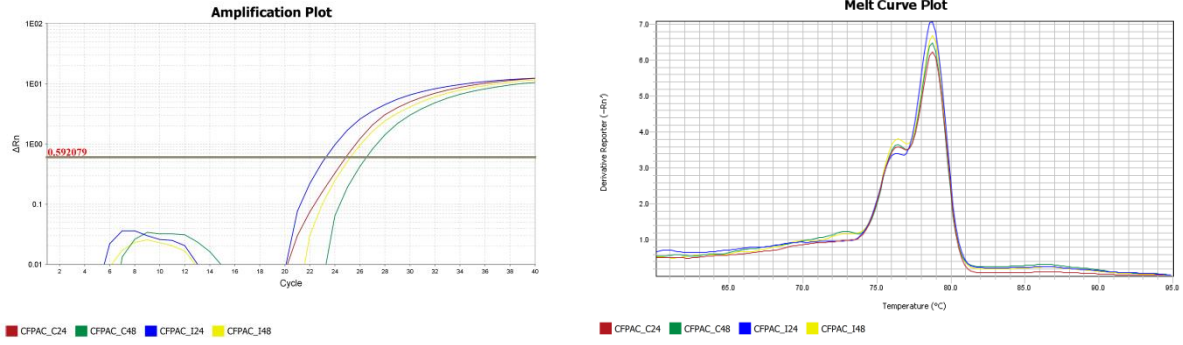 Amplification Plot
1E02
1E01
1E00
0.1
0.01
ΔRn
0.592079
2 4 6 8 10 12 14 16 18 20 22 24 26 28 30 32 34 36 38 40
Cycle
CFPAC_C24 CFPAC_C48 CFPAC_I24 CFPAC_I48
Melt Curve Plot
7.0
6.0
5.0
4.0
3.0
2.0
1.0
Derivative Reporter (-Rn')
65.0 70.0 75.0 80.0 85.0 90.0 95.0
Temperature (°C)
CFPAC_C24 CFPAC_C48 CFPAC_I24 CFPAC_I48